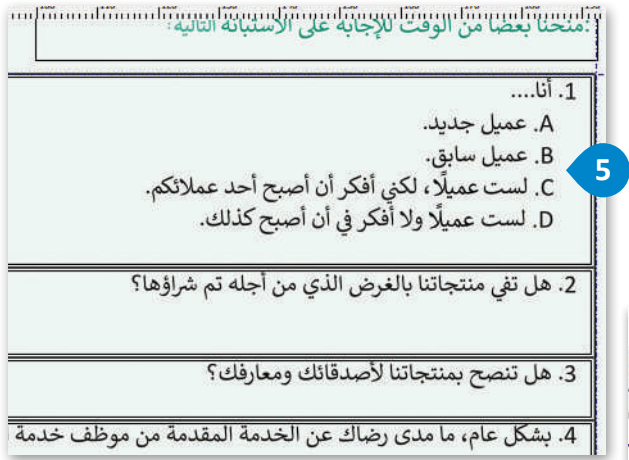 منحنا بعضًا من الوقت للإجابة على الاستبانة التالية:
1. أنا....
A. عميل جديد.
B. عميل سابق.
C. لست عميلًا، لكني أفكر أن أصبح أحد عملائكم.
D. لست عميلًا ولا أفكر في أن أصبح كذلك.
5
2. هل تفي منتجاتنا بالغرض الذي من أجله تم شراؤها؟
3. هل تنصح بمنتجاتنا لأصدقائك ومعارفك؟
4. بشكل عام، ما مدى رضاك عن الخدمة المقدمة من موظف خدمة